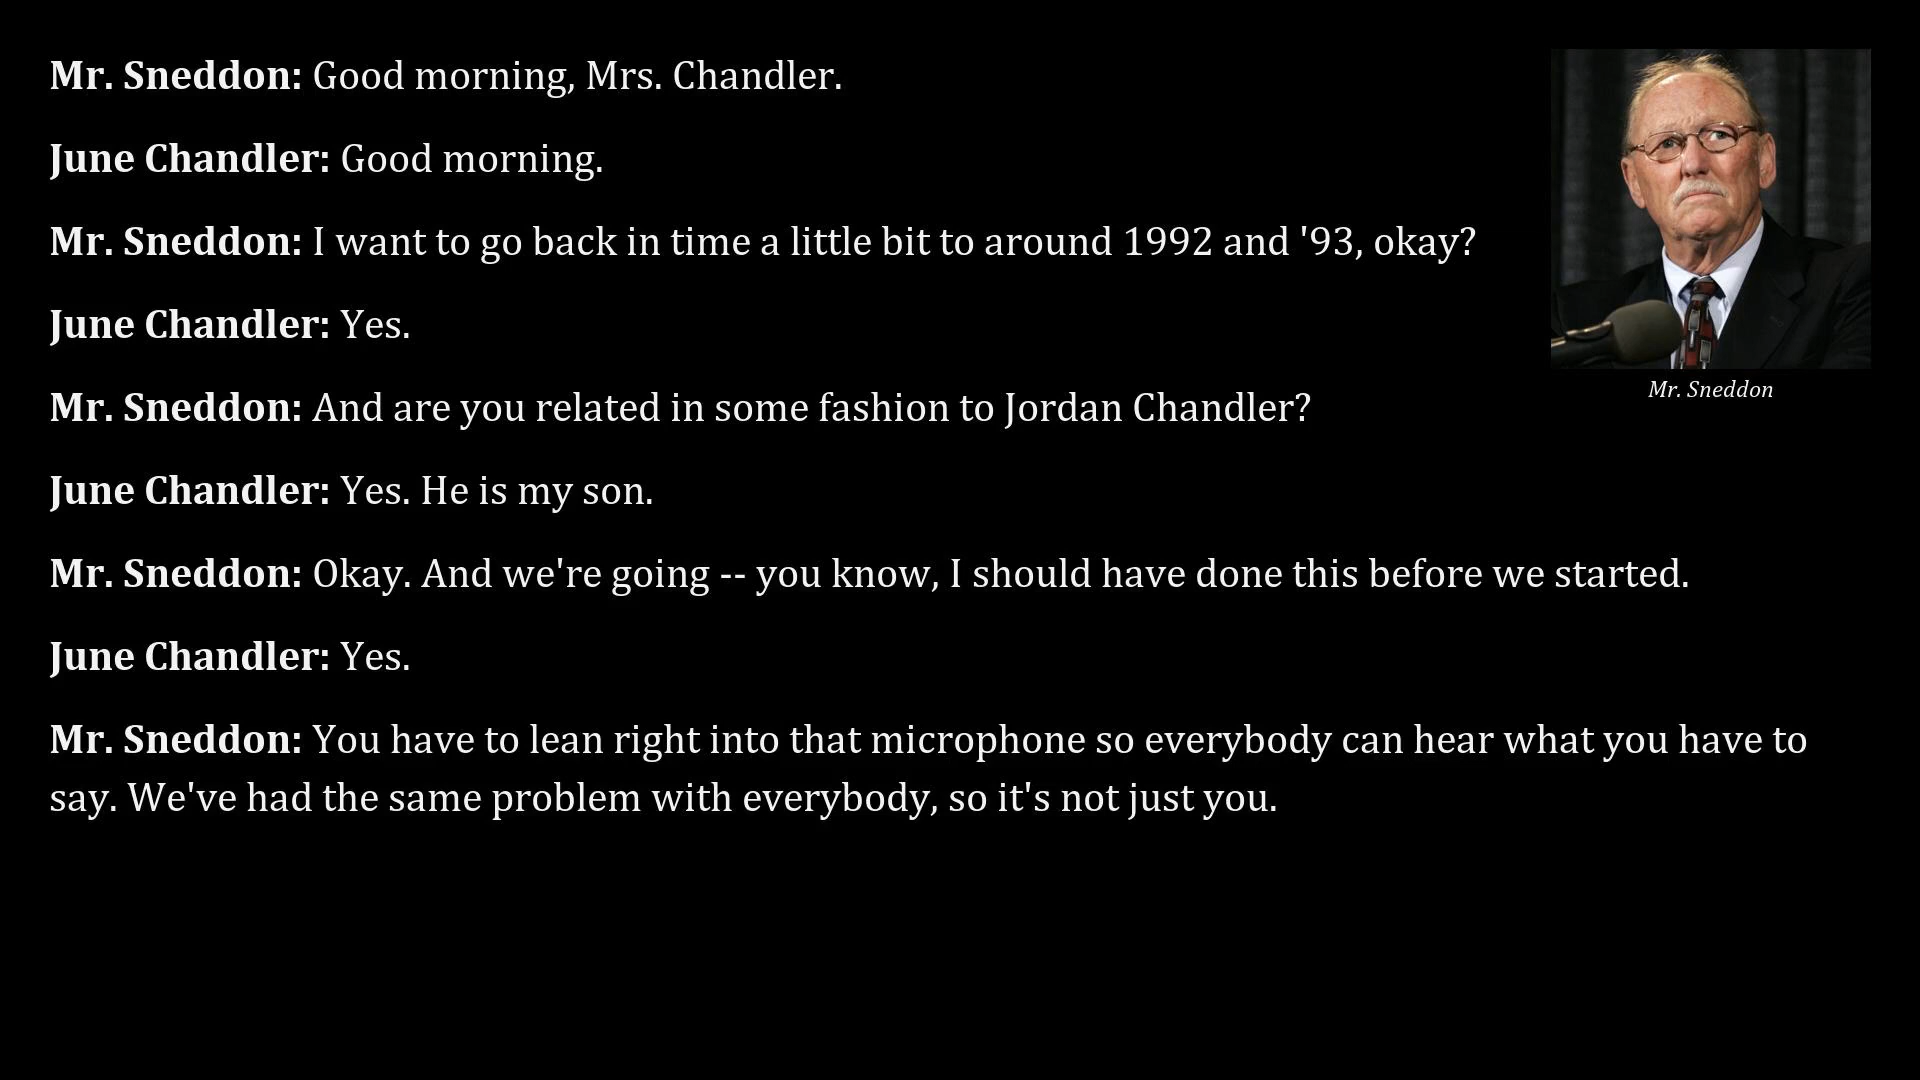 Mr. Sneddon: Good morning, Mrs. Chandler.
June Chandler: Good morning.
Mr. Sneddon: I want to go back in time a little bit to around 1992 and '93, okay?
June Chandler: Yes.
Mr. Sneddon: And are you related in some fashion to Jordan Chandler?
June Chandler: Yes. He is my son.
Mr. Sneddon: Okay. And we're going -- you know, I should have done this before we started.
June Chandler: Yes.
Mr. Sneddon: You have to lean right into that microphone so everybody can hear what you have to
say. We've had the same problem with everybody, so it's not just you.
Mr. Sneddon